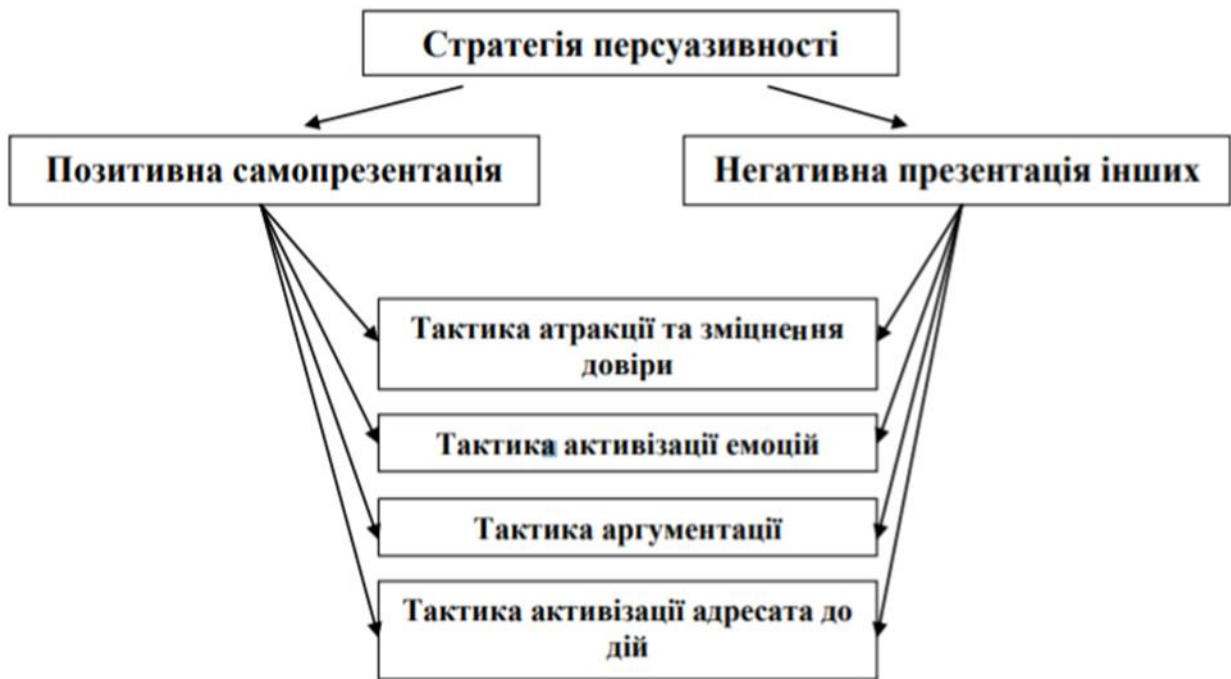 Стратегія персуазивності
Позитивна самопрезентація
Негативна презентація інших
Тактика атракції та зміцнення
довіри
Тактика активізації емоцій
Тактика аргументації
Тактика активізації адресата до
дій